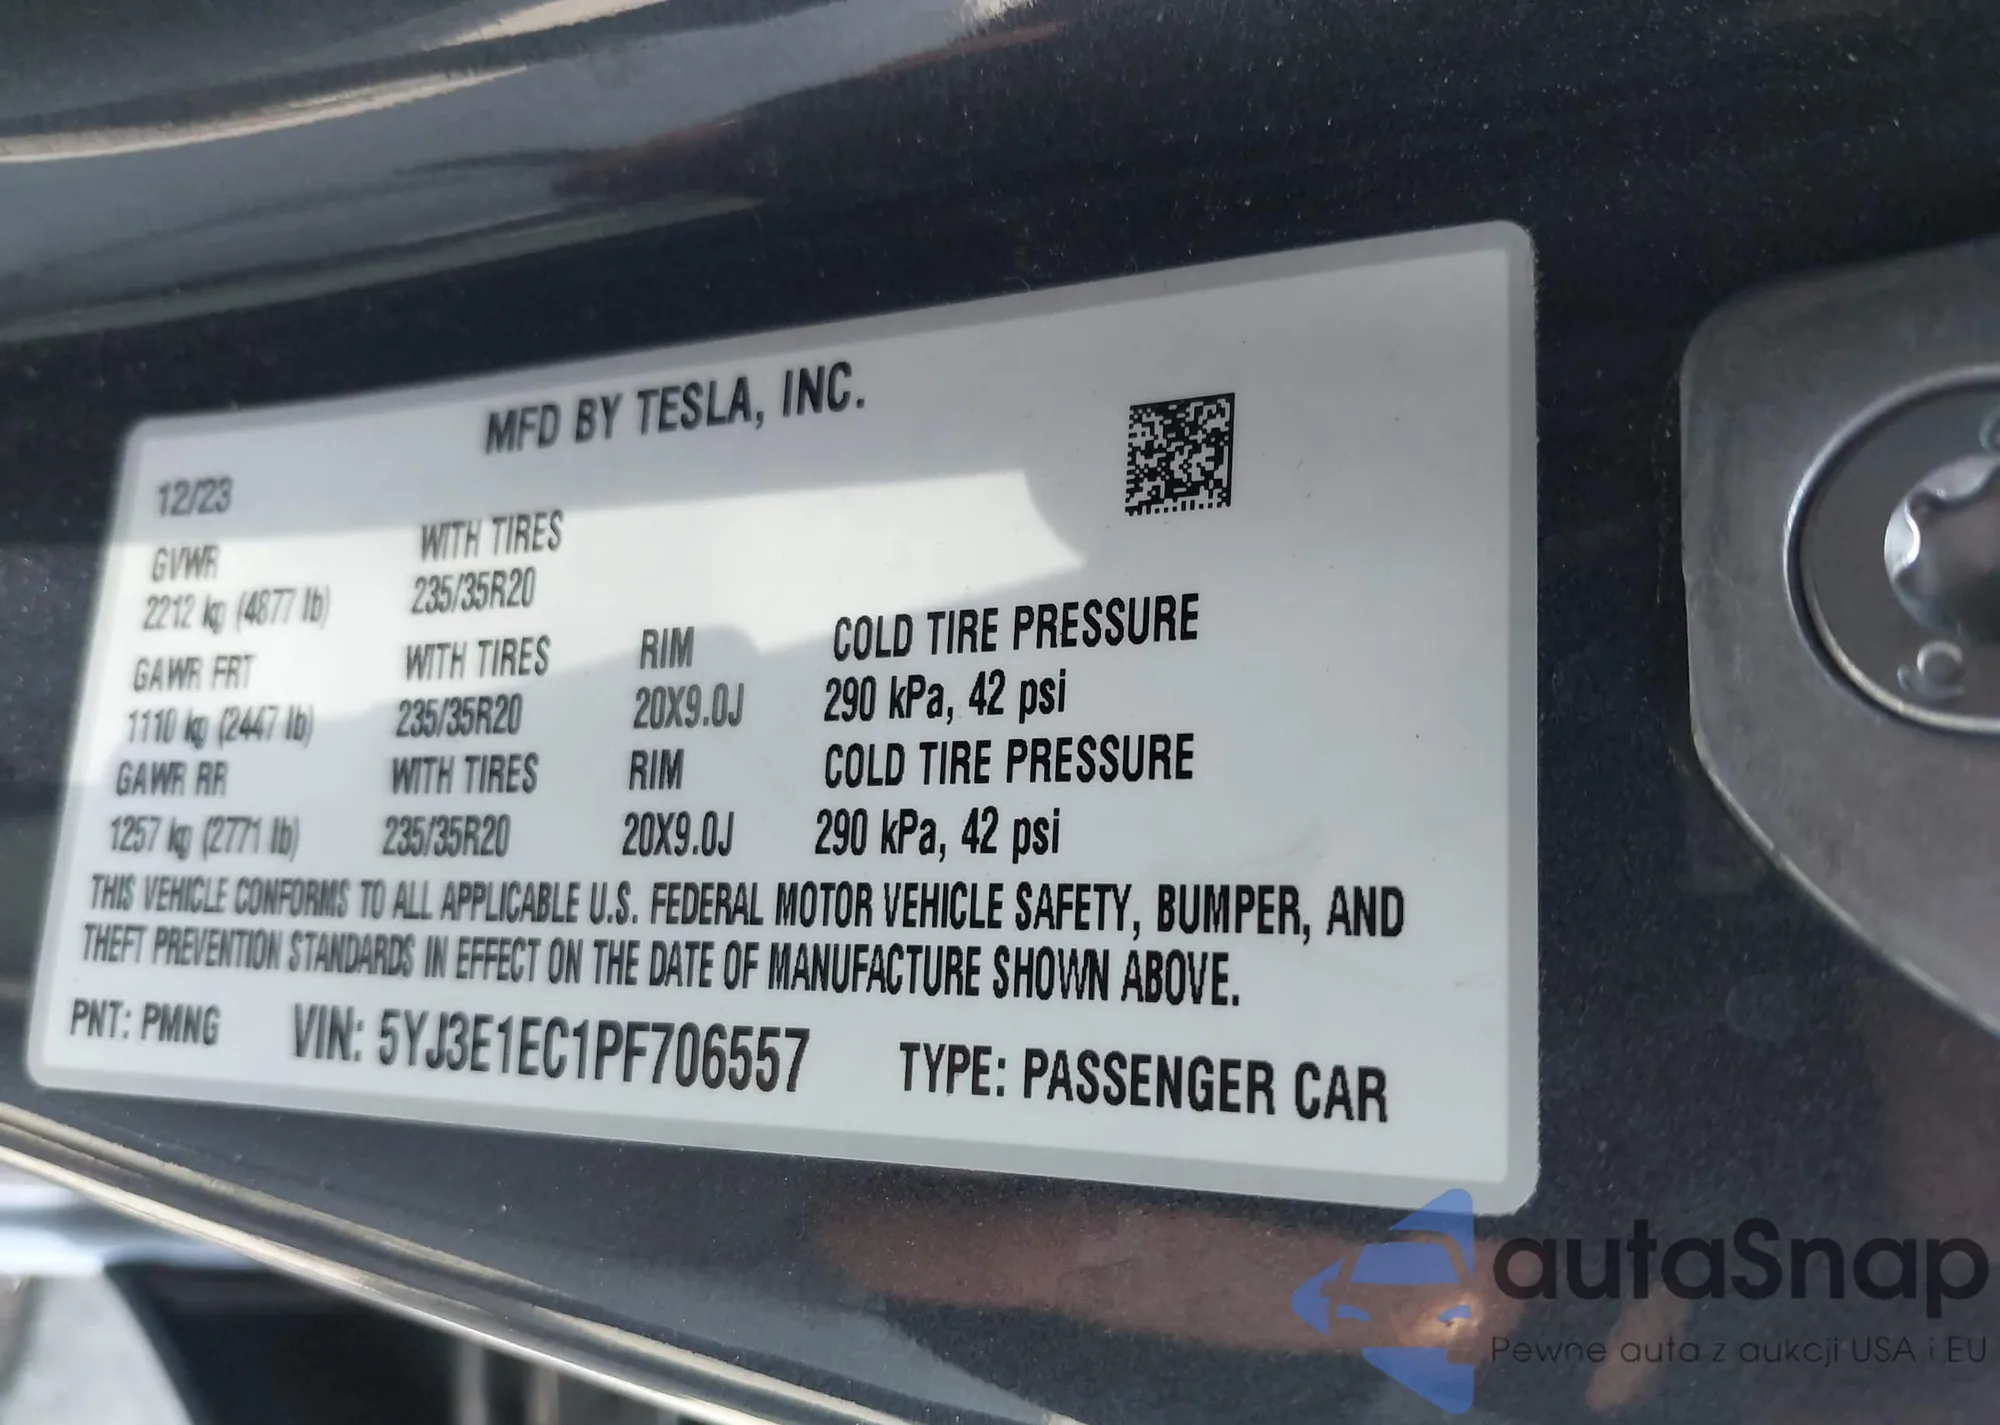 MFD BY TESLA, INC.
12/23
GVWR WITH TIRES
2212 kg (4877 lb) 235/35R20
GAWR FRT WITH TIRES RIM COLD TIRE PRESSURE
1110 kg (2447 lb) 235/35R20 20X9.0J 290 kPa, 42 psi
GAWR RR WITH TIRES RIM COLD TIRE PRESSURE
1257 kg (2771 lb) 235/35R20 20X9.0J 290 kPa, 42 psi
THIS VEHICLE CONFORMS TO ALL APPLICABLE U.S. FEDERAL MOTOR VEHICLE SAFETY, BUMPER, AND
THEFT PREVENTION STANDARDS IN EFFECT ON THE DATE OF MANUFACTURE SHOWN ABOVE.
PNT: PMNG VIN: 5YJ3E1EC1PF706557 TYPE: PASSENGER CAR
autaSnap
Pewne auta z aukcji USA i EU